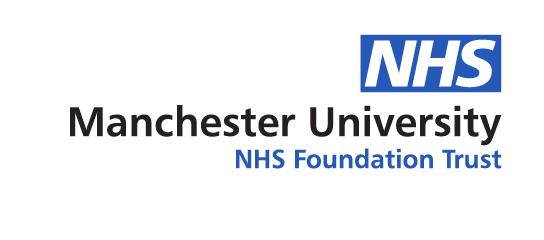 NHS
Manchester University
NHS Foundation Trust